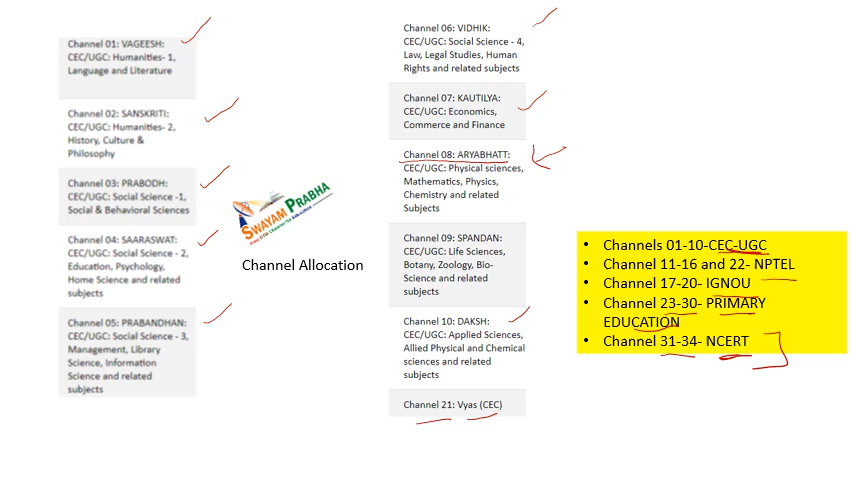 Channel 01: VAGEESH:
CEC/UGC: Humanities- 1,
Language and Literature
Channel 02: SANSKRITI:
CEC/UGC: Humanities- 2,
History, Culture &
Philosophy
Channel 03: PRABODH:
CEC/UGC: Social Science -1,
Social & Behavioral Sciences
Channel 04: SAARASWAT:
CEC/UGC: Social Science - 2,
Education, Psychology,
Home Science and related
subjects
Channel 05: PRABANDHAN:
CEC/UGC: Social Science - 3,
Management, Library
Science, Information
Science and related
subjects
SWAYAM PRABHA
Free DTH Channel for Education
Channel Allocation
Channel 06: VIDHIK:
CEC/UGC: Social Science - 4,
Law, Legal Studies, Human
Rights and related subjects
Channel 07: KAUTILYA:
CEC/UGC: Economics,
Commerce and Finance
Channel 08: ARYABHATT:
CEC/UGC: Physical sciences,
Mathematics, Physics,
Chemistry and related
Subjects
Channel 09: SPANDAN:
CEC/UGC: Life Sciences,
Botany, Zoology, Bio-
Science and related
subjects
Channel 10: DAKSH:
CEC/UGC: Applied Sciences,
Allied Physical and Chemical
sciences and related
subjects
Channel 21: Vyas (CEC)
• Channels 01-10-CEC-UGC
• Channel 11-16 and 22- NPTEL
• Channel 17-20- IGNOU
• Channel 23-30- PRIMARY
EDUCATION
• Channel 31-34- NCERT